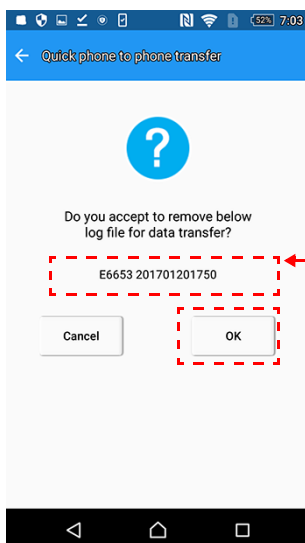 52% 7:03
Quick phone to phone transfer
?
Do you accept to remove below
log file for data transfer?
E6653 201701201750
Cancel OK